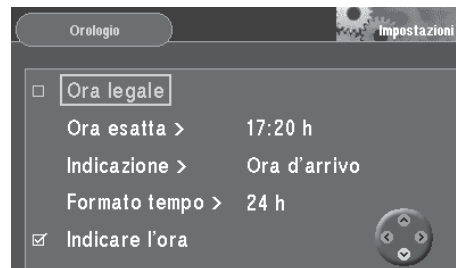 Orologio
Impostazioni
Ora legale
Ora esatta > 17:20 h
Indicazione > Ora d'arrivo
Formato tempo > 24 h
Indicare l'ora